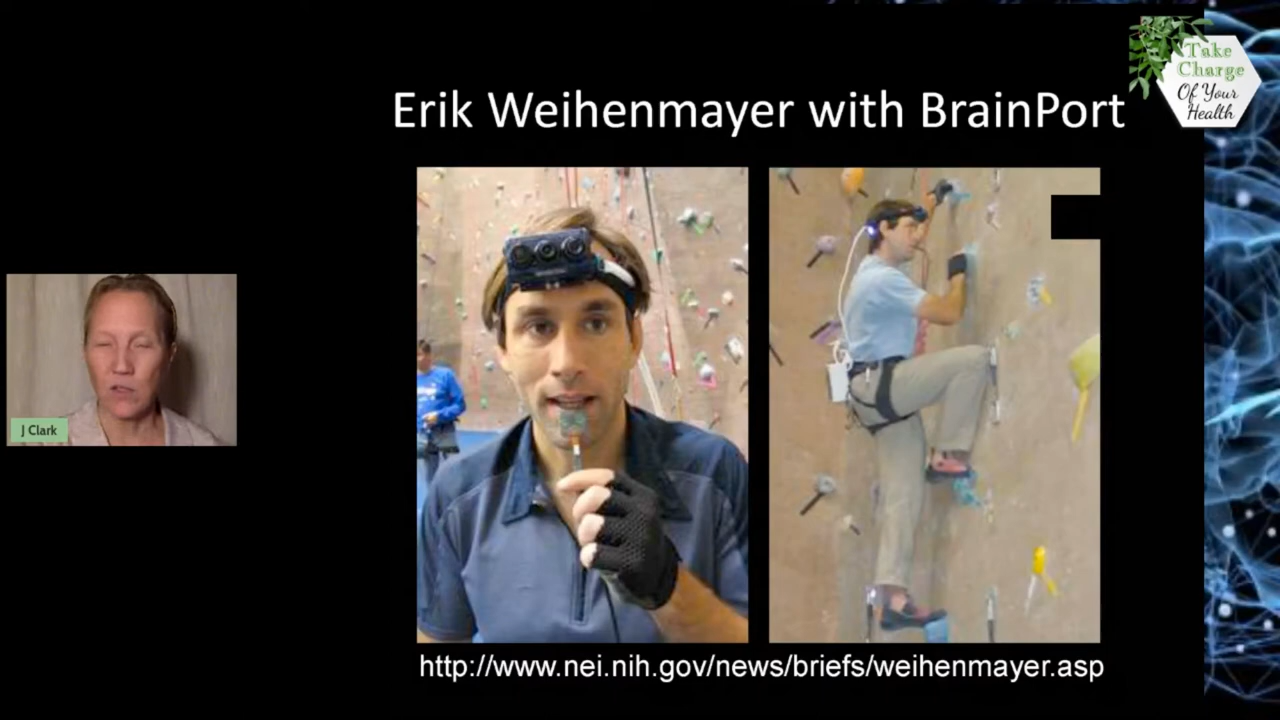 Take
Charge
Of Your
Health
Erik Weihenmayer with BrainPort
J Clark
http://www.nei.nih.gov/news/briefs/weihenmayer.asp